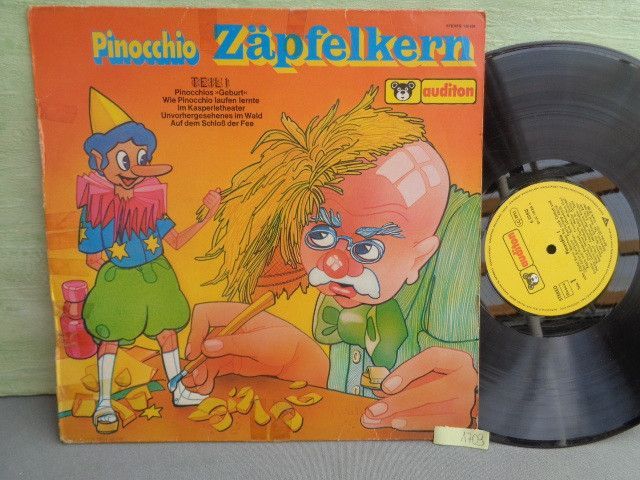 Pinocchio Zäpfelkern
TEIL 1
Pinocchios »Geburt«
Wie Pinocchio laufen lernte
Im Kasperletheater
Unvorhergesehenes im Wald
Auf dem Schloß der Fee
auditon
auditon
1709